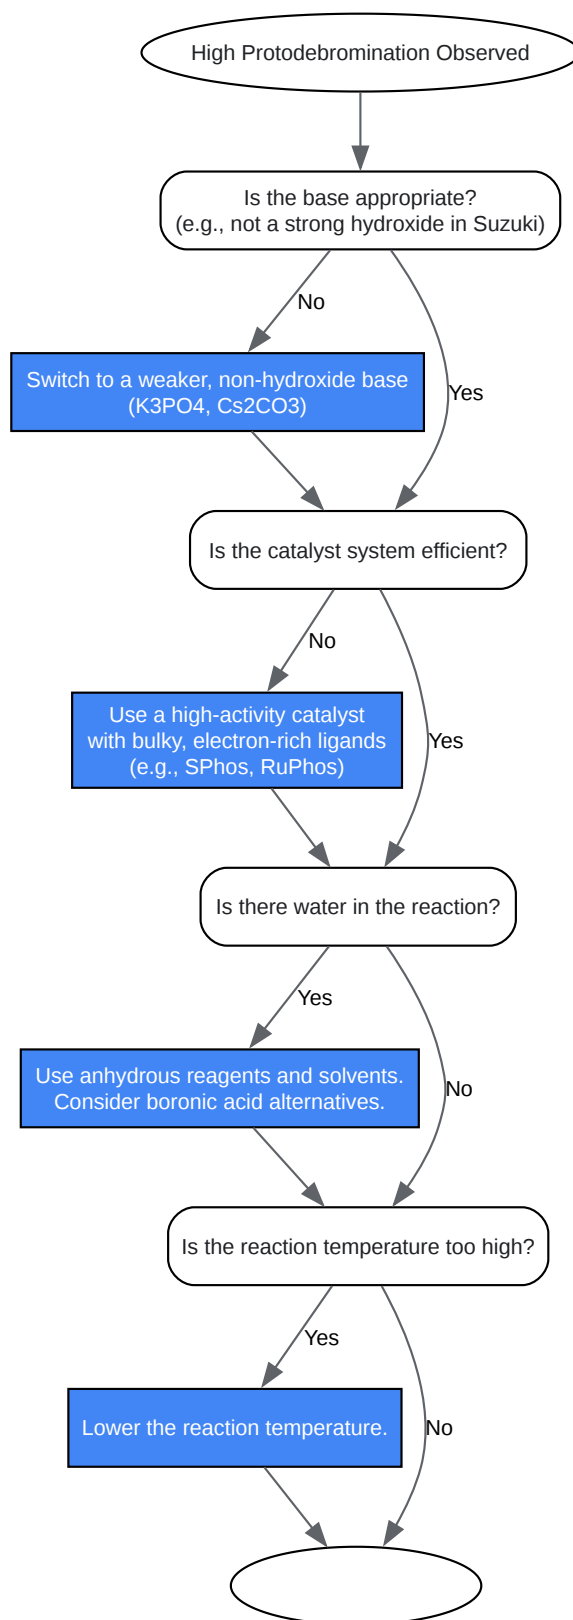 High Protodebromination Observed
Is the base appropriate?
(e.g., not a strong hydroxide in Suzuki)
No
Switch to a weaker, non-hydroxide base
(K3PO4, Cs2CO3)
Yes
Is the catalyst system efficient?
No
Use a high-activity catalyst
with bulky, electron-rich ligands
(e.g., SPhos, RuPhos)
Yes
Is there water in the reaction?
Yes
Use anhydrous reagents and solvents.
Consider boronic acid alternatives.
No
Is the reaction temperature too high?
Yes
Lower the reaction temperature.
No